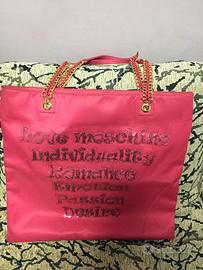 Love moschino
Individuality
Romance
Emotion
Passion
Desire